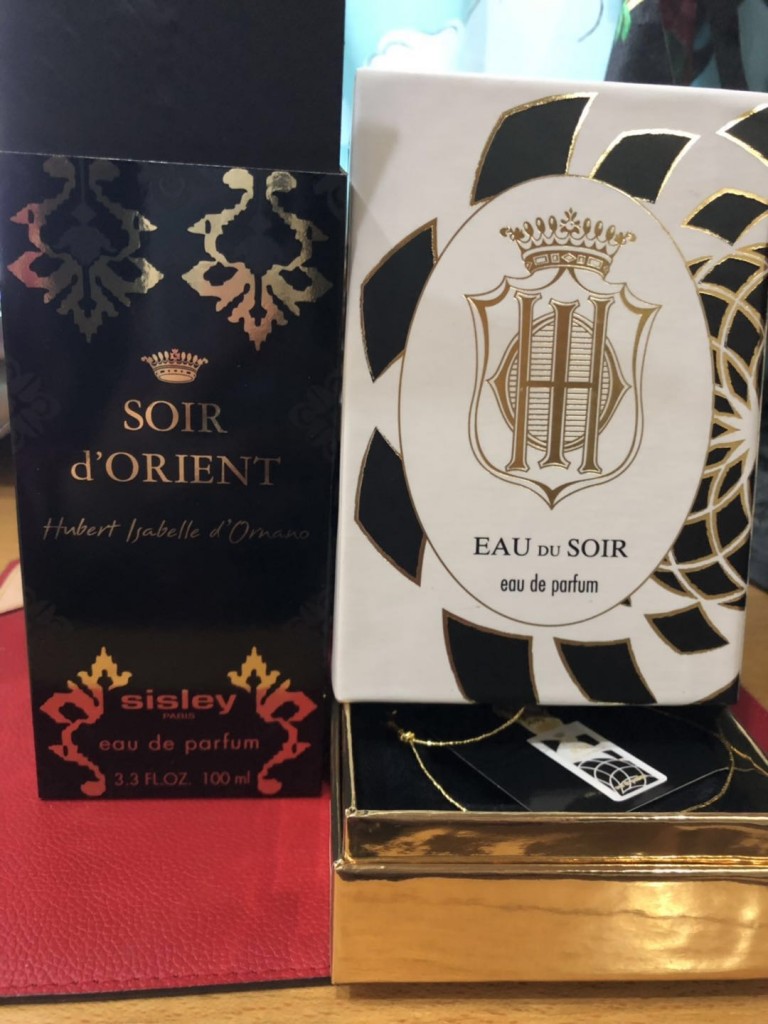 SOIR
d'ORIENT
Hubert Isabelle d'Ornano
sisley
PARIS
eau de parfum
3.3 FL.OZ. 100 ml
EAU DU SOIR
eau de parfum